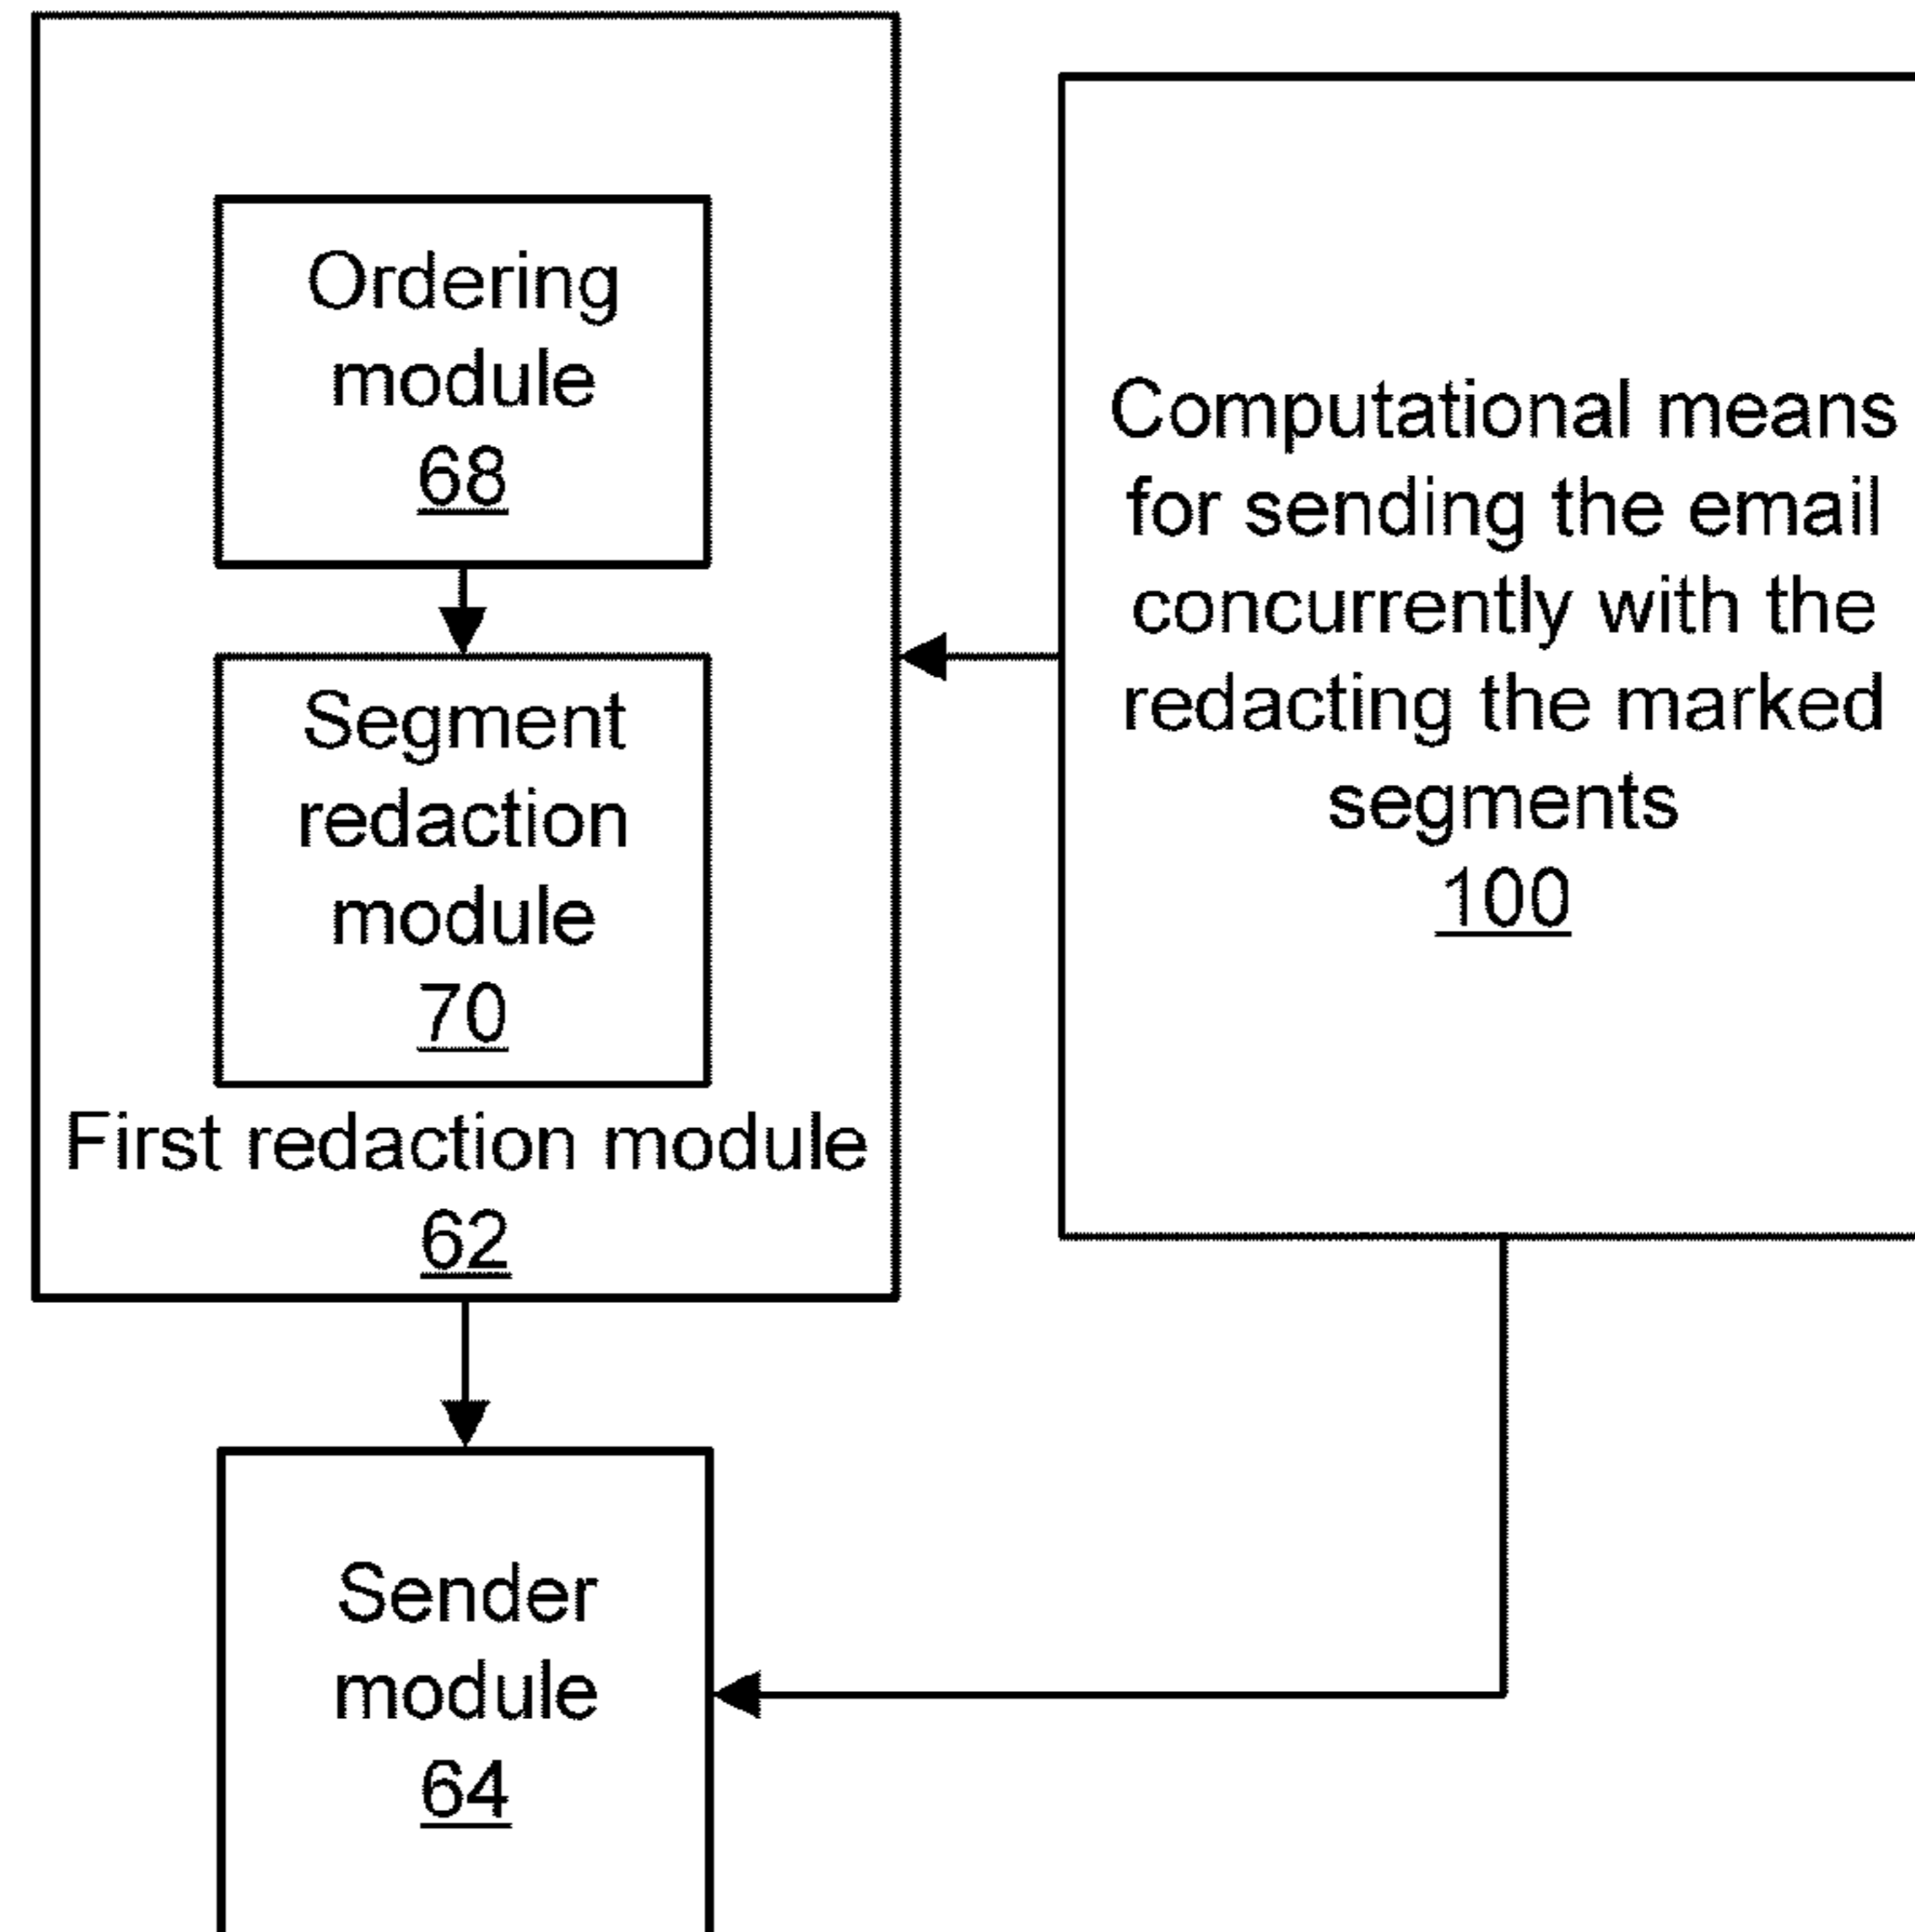 Ordering
module
68
Segment
redaction
module
70
First redaction module
62
Computational means
for sending the email
concurrently with the
redacting the marked
segments
100
Sender
module
64